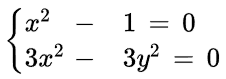 x² − 1 = 0
3x² − 3y² = 0